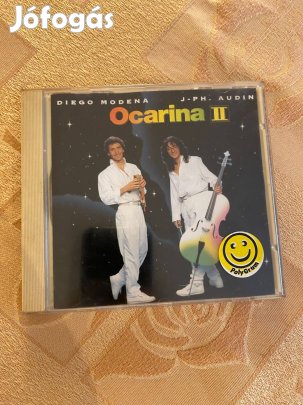 Jófogás
DIEGO MODENA J-PH. AUDIN
Ocarina II
PolyGram